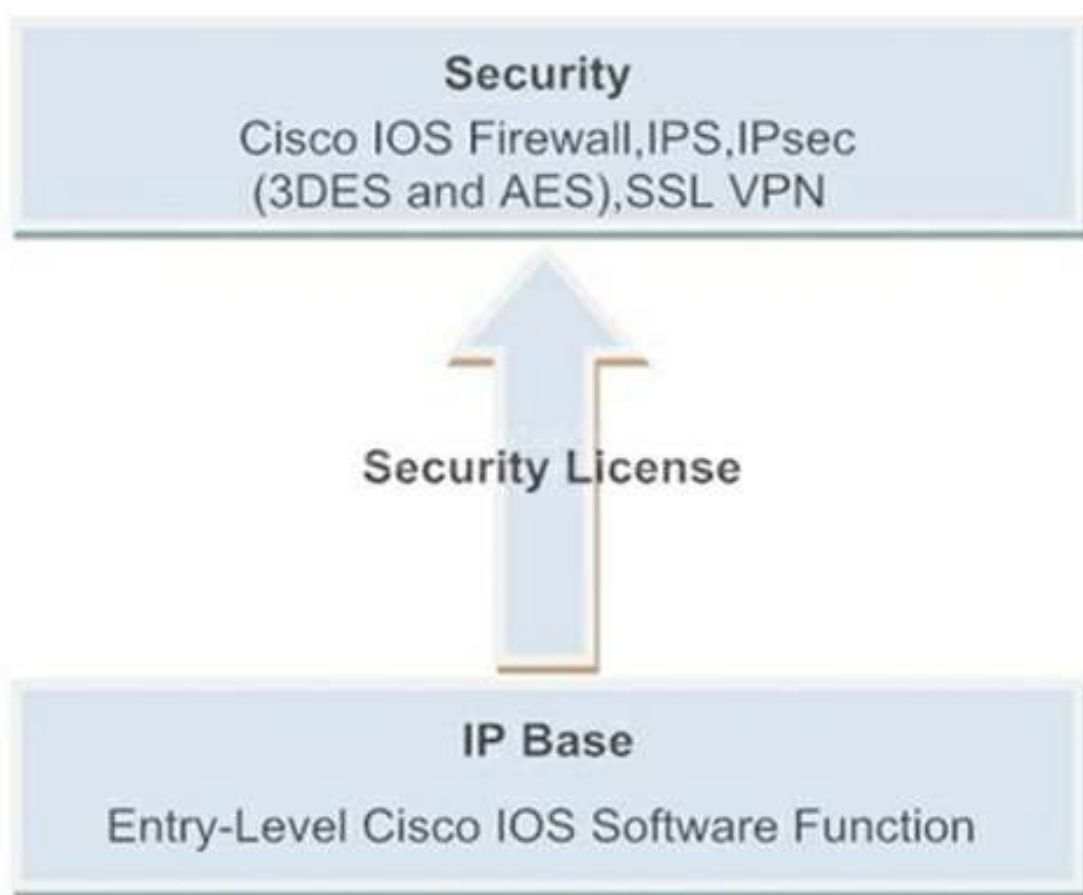 Security
Cisco IOS Firewall,IPS,IPsec
(3DES and AES),SSL VPN
Security License
IP Base
Entry-Level Cisco IOS Software Function